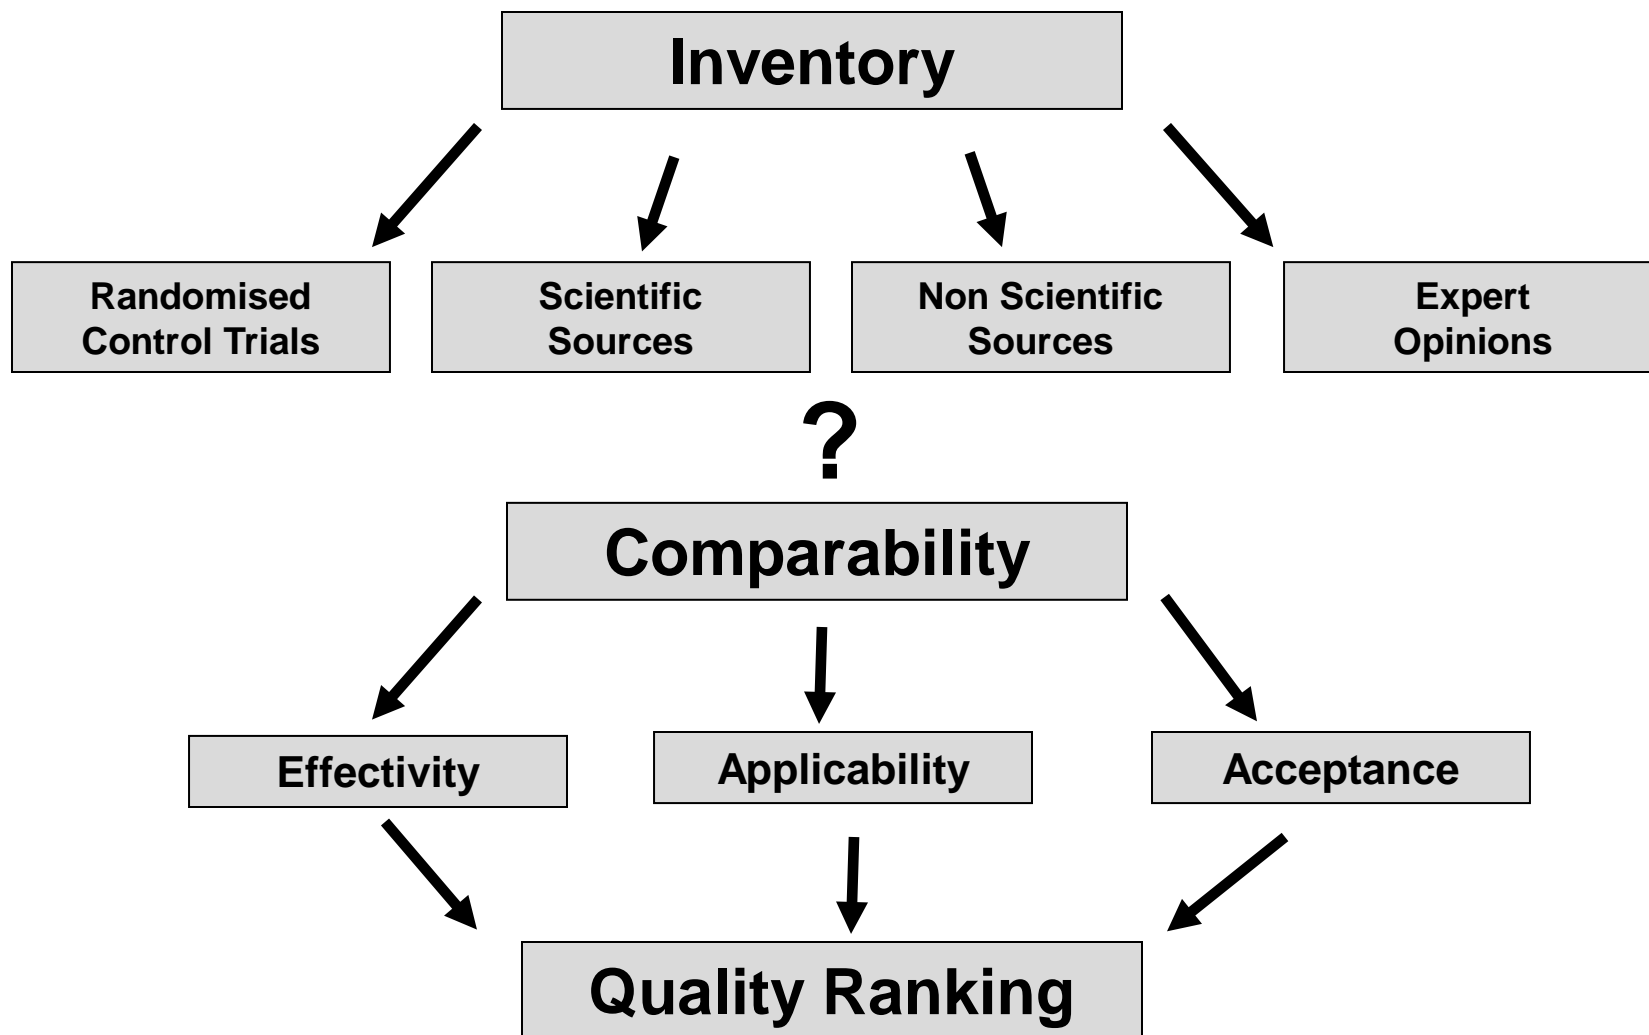 Inventory
Randomised
Control Trials
Scientific
Sources
Non Scientific
Sources
Expert
Opinions
?
Comparability
Effectivity
Applicability
Acceptance
Quality Ranking